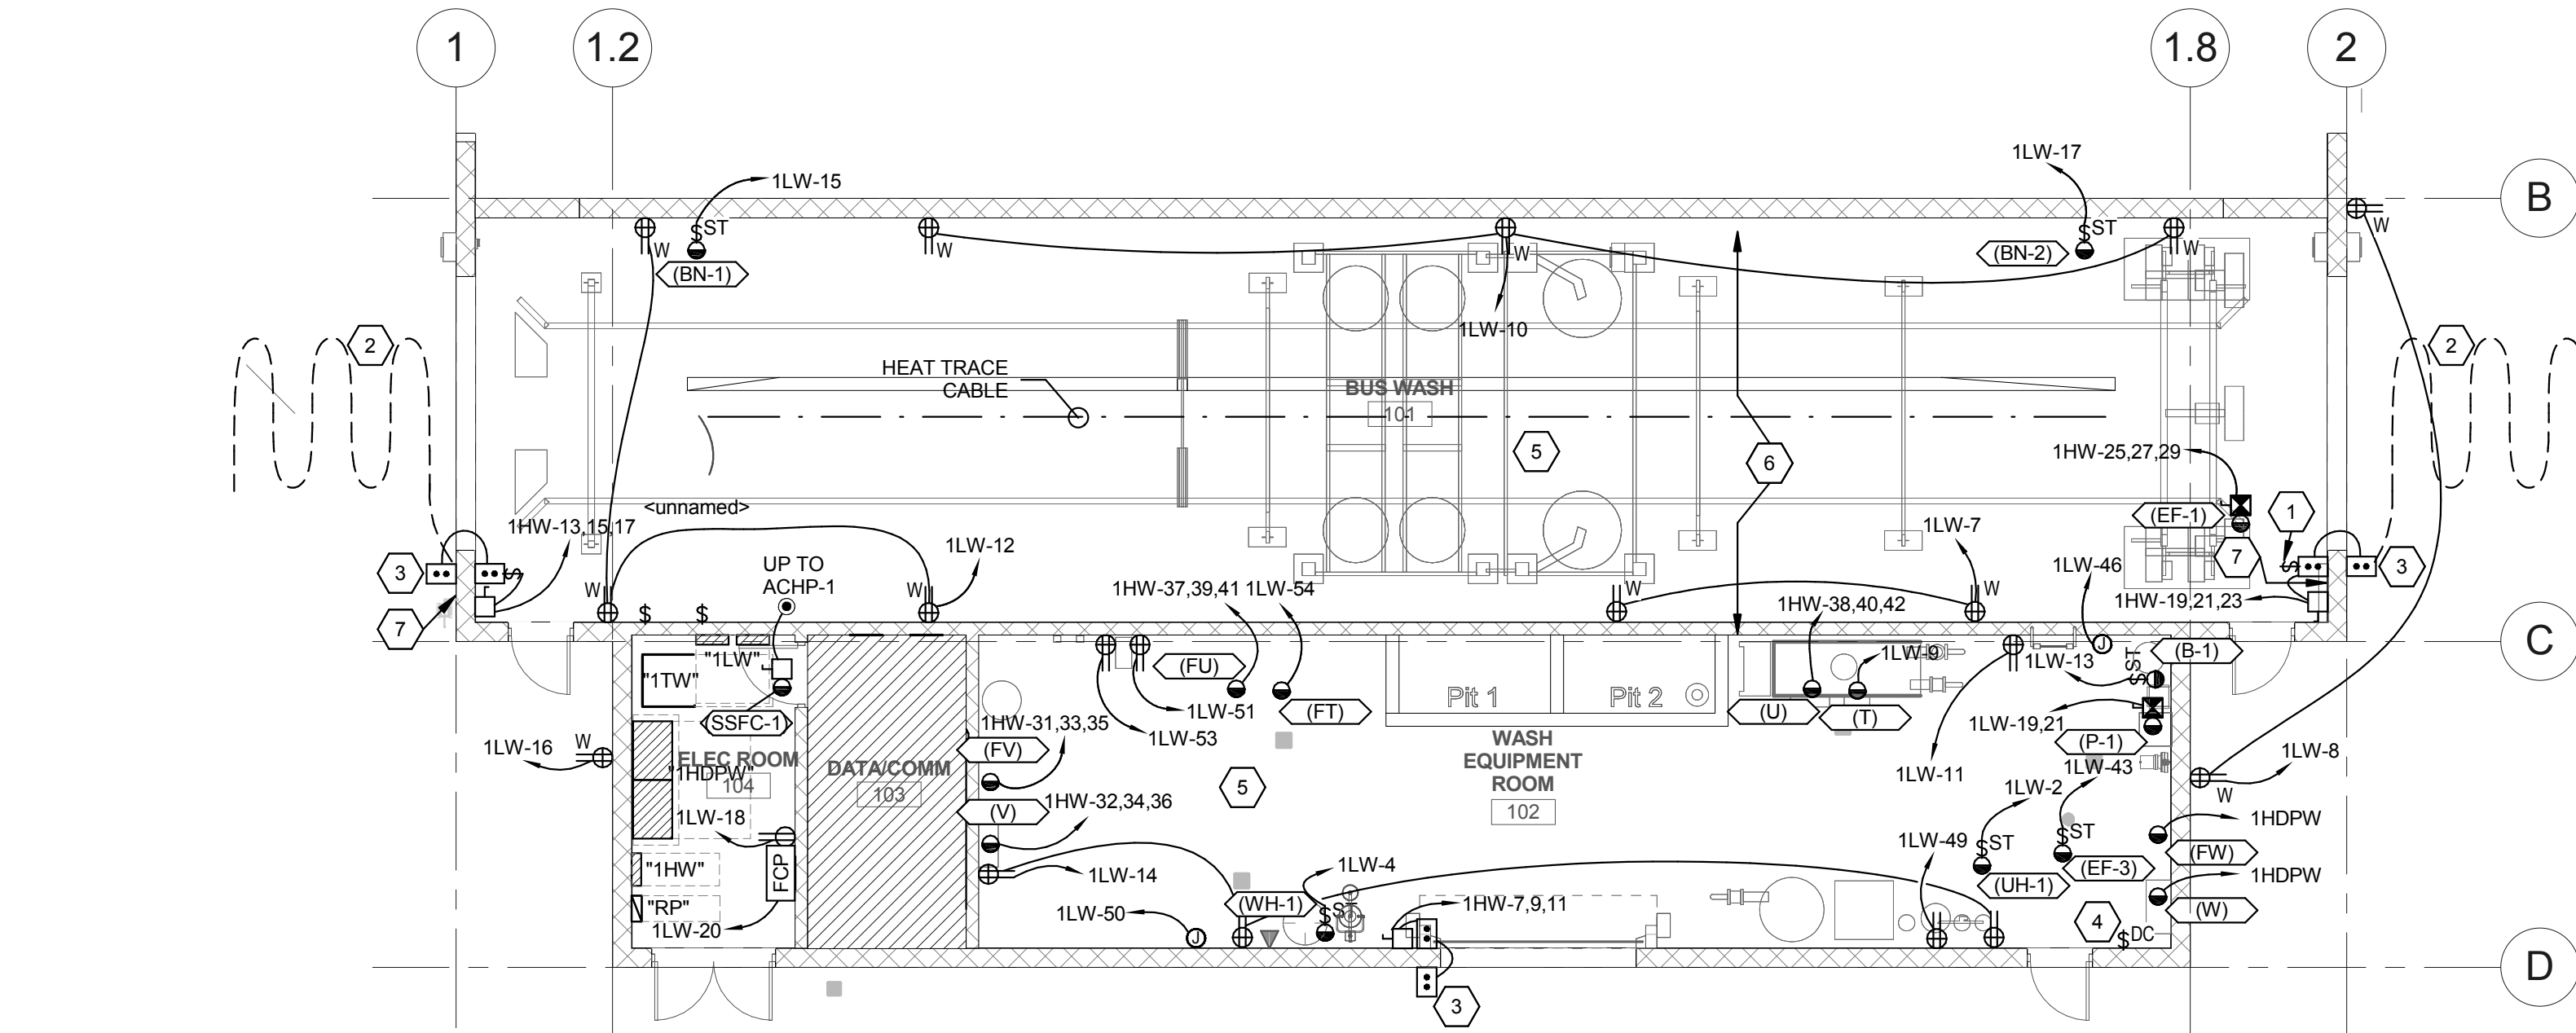 1
1.2
1.8
2
1LW-17
1LW-15
B
ST
ST
W
W
W
W
W
(BN-1)
(BN-2)
1LW-10
2
2
HEAT TRACE
CABLE
BUS WASH
101
5
6
1HW-25,27,29
<unnamed>
(EF-1)
1
1HW-13,15,17
1LW-7
1LW-12
7
UP TO
ACHP-1
1LW-46
3
$
$
3
1HW-37,39,41
1LW-54
W
W
W
W
1HW-38,40,42
1HW-19,21,23
7
$
$
C
"1LW"
(FU)
1LW-9
J
(B-1)
1LW-13
ST
"1TW"
Pit 1
Pit 2
1LW-51
(FT)
(U)
(T)
(SSFC-1)
1HW-31,33,35
1LW-19,21
1LW-53
(P-1)
W
1LW-16
(FV)
WASH
EQUIPMENT
ROOM
102
ELEC ROOM
104
"1HDPW"
DATA/COMM
103
1LW-11
1LW-43
1LW-8
W
5
1LW-2
(V)
1HW-32,34,36
1LW-18
1HDPW
ST
ST
1LW-49
(FW)
"1HW"
FCP
1LW-14
1LW-4
(EF-3)
1HDPW
(UH-1)
"RP"
(WH-1)
ST
1HW-7,9,11
(W)
1LW-20
1LW-50
J
4
$DC
D
3